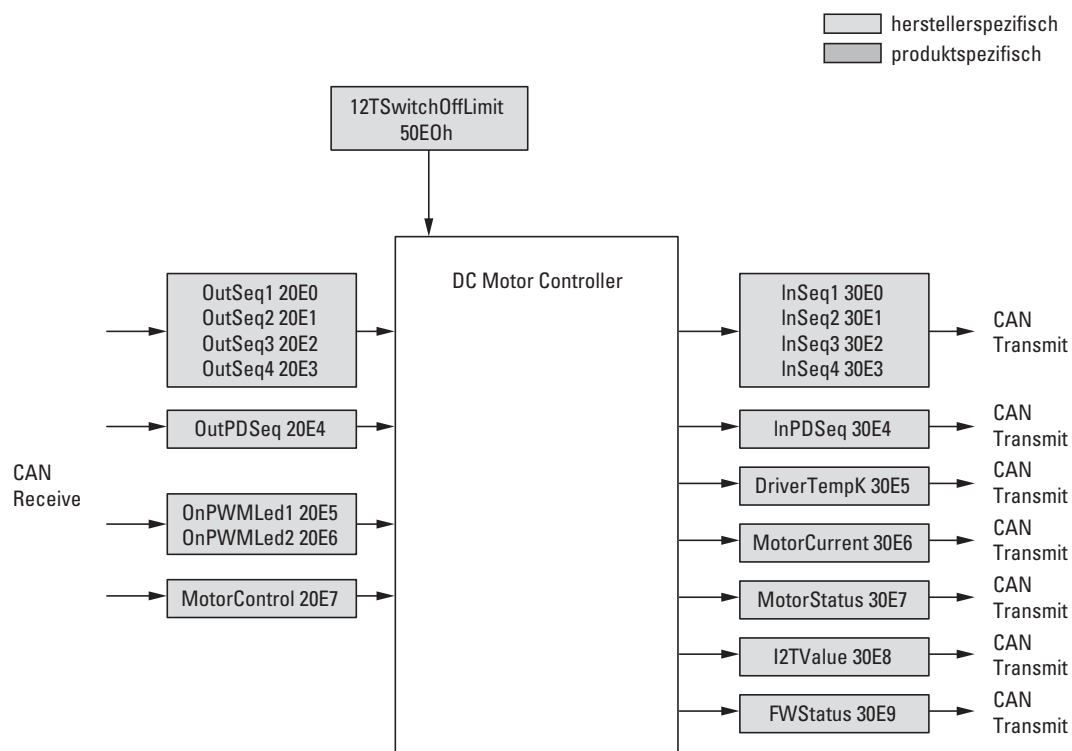 herstellerspezifisch
produktspezifisch
12TSwitchOffLimit
50EOh
DC Motor Controller
CAN
Receive
OutSeq1 20E0
OutSeq2 20E1
OutSeq3 20E2
OutSeq4 20E3
OutPDSeq 20E4
OnPWMLed1 20E5
OnPWMLed2 20E6
MotorControl 20E7
InSeq1 30E0
InSeq2 30E1
InSeq3 30E2
InSeq4 30E3
CAN
Transmit
InPDSeq 30E4
CAN
Transmit
DriverTempK 30E5
CAN
Transmit
MotorCurrent 30E6
CAN
Transmit
MotorStatus 30E7
CAN
Transmit
I2TValue 30E8
CAN
Transmit
FWStatus 30E9
CAN
Transmit